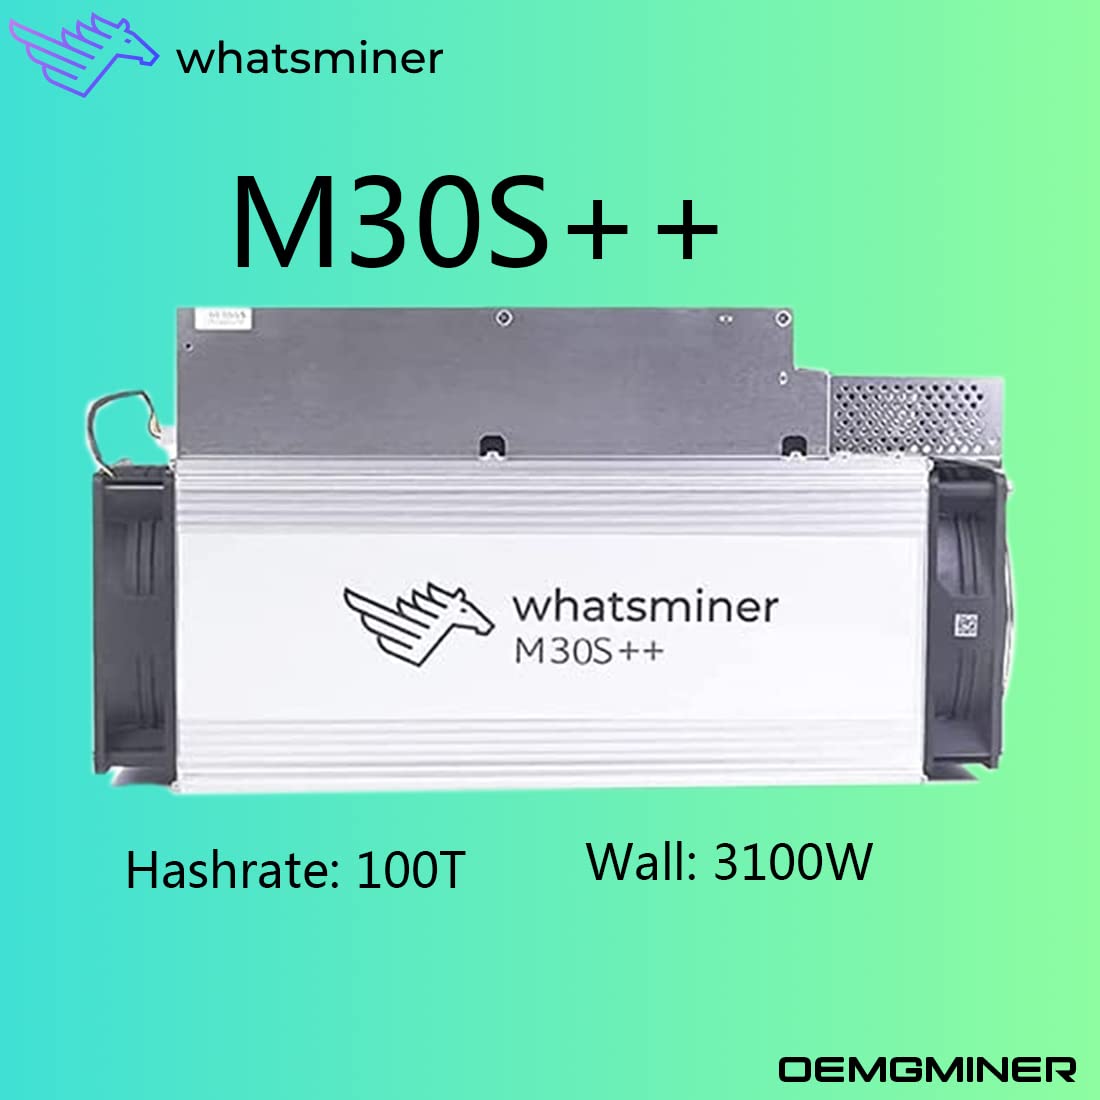 whatsminer
M30S++
whatsminer
M30S++
Hashrate: 100T
Wall: 3100W
OEMGMINER